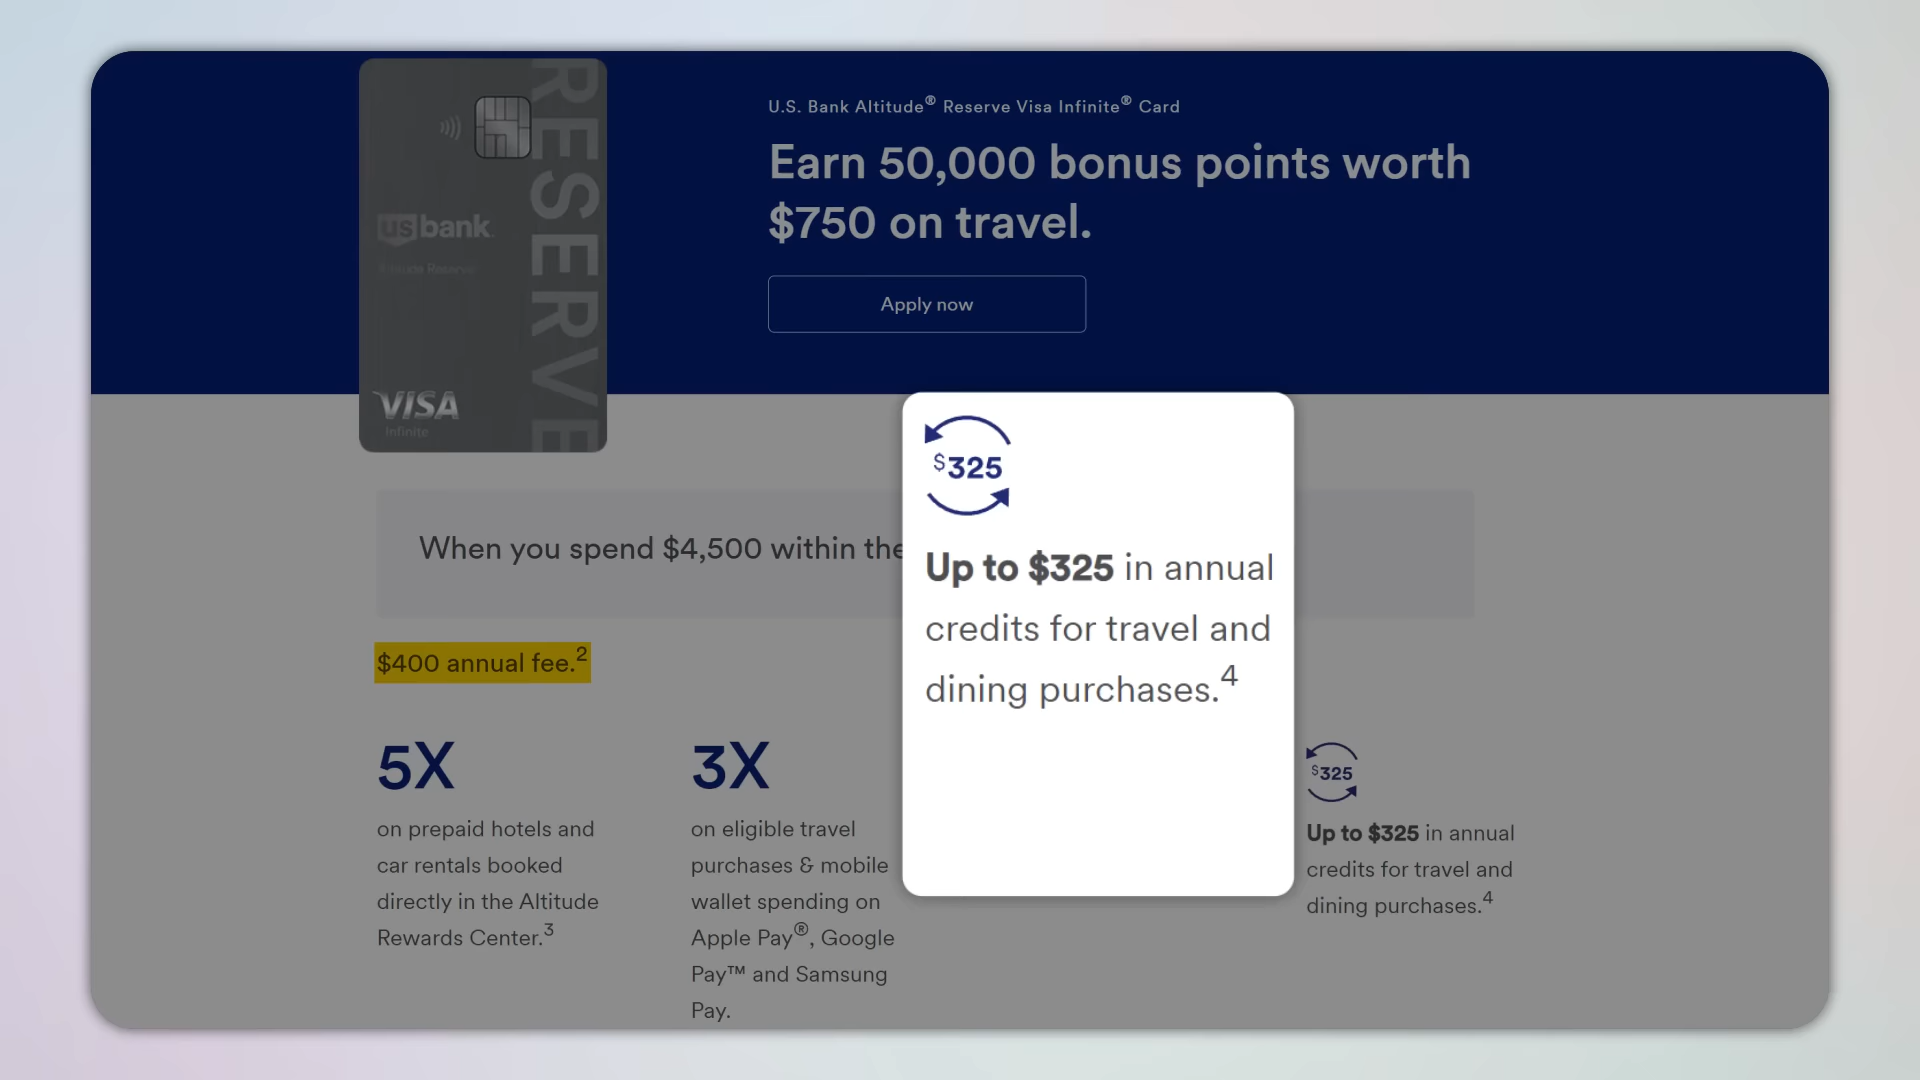 RESERVE
usbank
Altitude Reserve
VISA
Infinite
U.S. Bank Altitude® Reserve Visa Infinite® Card
Earn 50,000 bonus points worth
$750 on travel.
Apply now
When you spend $4,500 within the
$400 annual fee.²
5X
on prepaid hotels and
car rentals booked
directly in the Altitude
Rewards Center.³
3X
on eligible travel
purchases & mobile
wallet spending on
Apple Pay®, Google
Pay™ and Samsung
Pay.
$325
Up to $325 in annual
credits for travel and
dining purchases.⁴
$325
Up to $325 in annual
credits for travel and
dining purchases.⁴